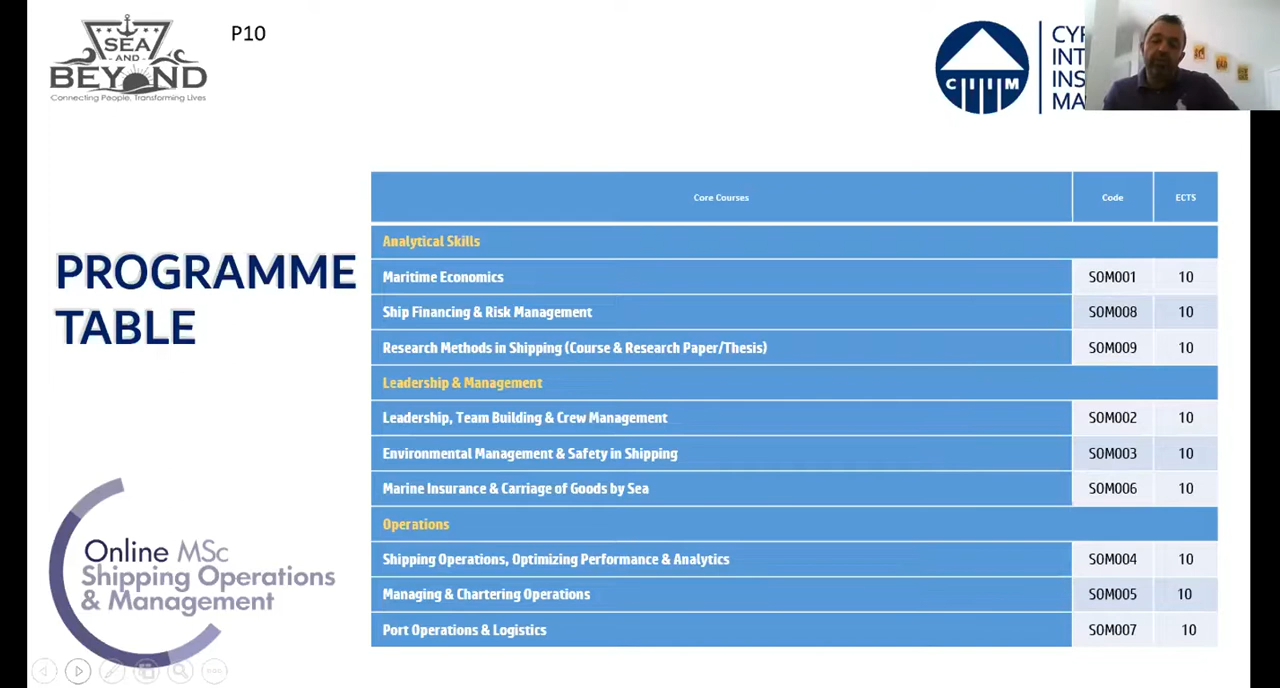 SEA
AND
BEYOND
Connecting People, Transforming Lives
P10
CIIM
PROGRAMME
TABLE
Core Courses Code ECTS
Analytical Skills
Maritime Economics SOM001 10
Ship Financing & Risk Management SOM008 10
Research Methods in Shipping (Course & Research Paper/Thesis) SOM009 10
Leadership & Management
Leadership, Team Building & Crew Management SOM002 10
Environmental Management & Safety in Shipping SOM003 10
Marine Insurance & Carriage of Goods by Sea SOM006 10
Operations
Shipping Operations, Optimizing Performance & Analytics SOM004 10
Managing & Chartering Operations SOM005 10
Port Operations & Logistics SOM007 10
Online MSc
Shipping Operations
& Management